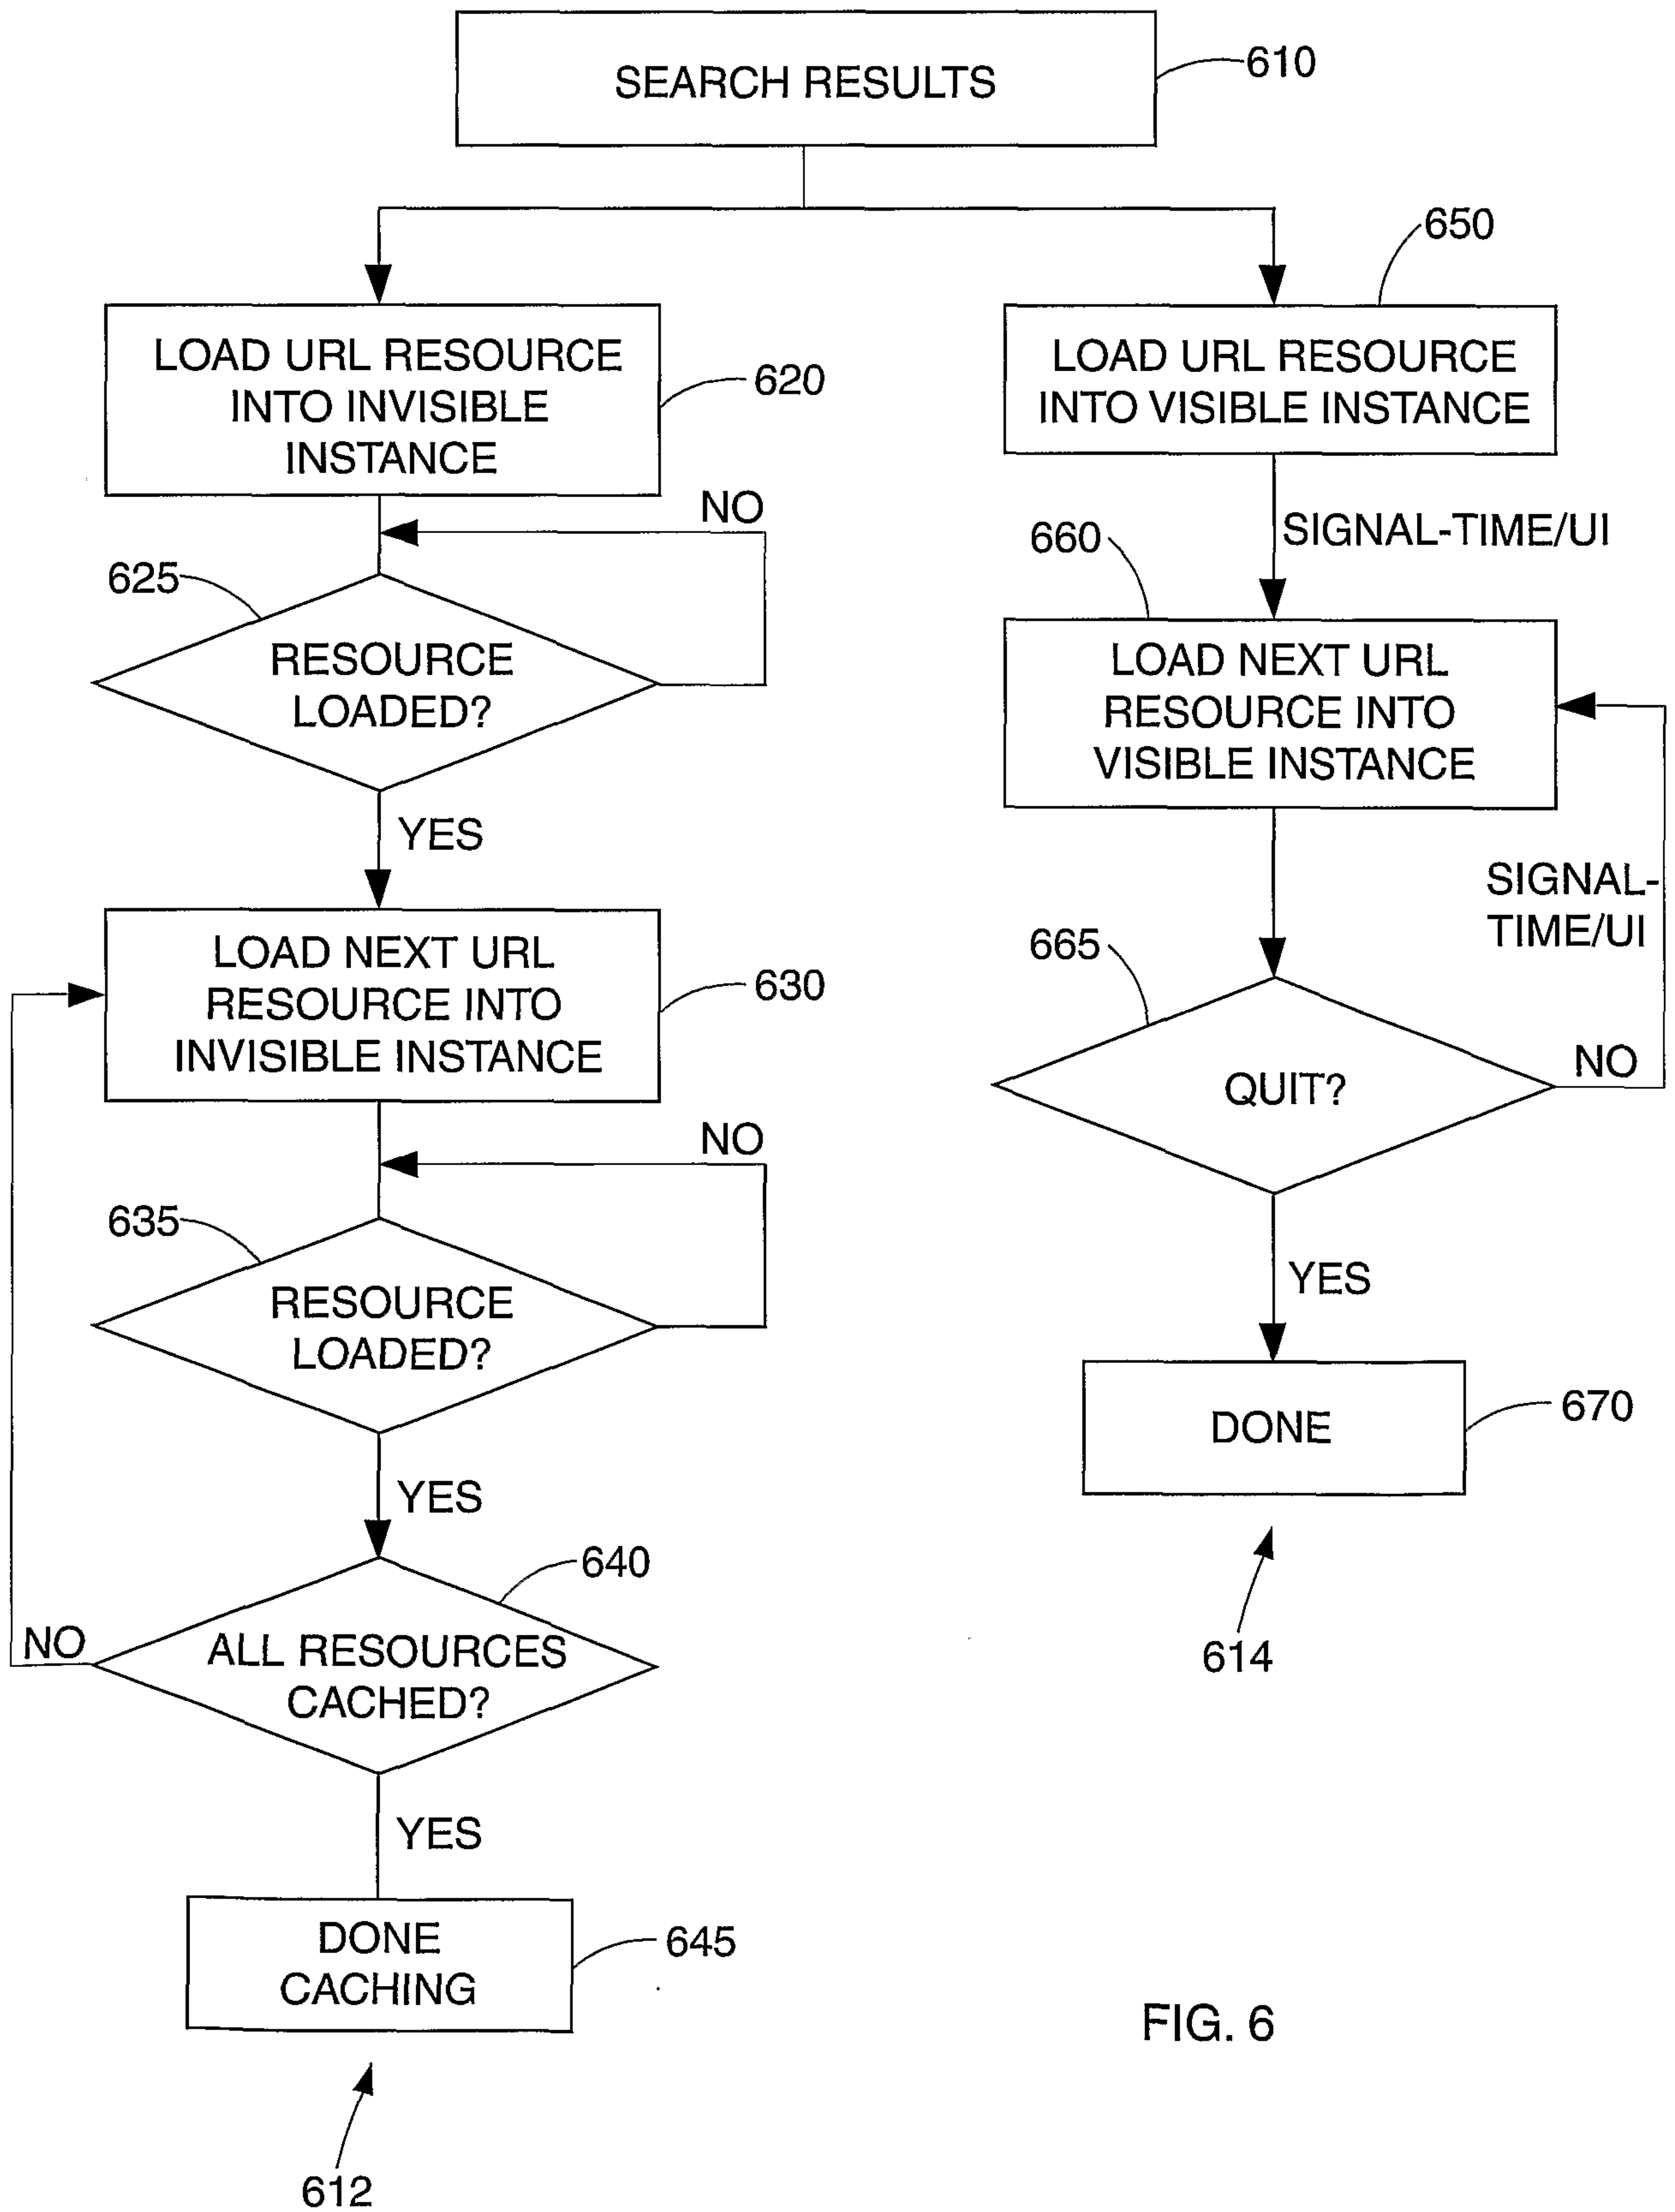 SEARCH RESULTS
610
650
LOAD URL RESOURCE
INTO INVISIBLE
INSTANCE
620
LOAD URL RESOURCE
INTO VISIBLE INSTANCE
NO
SIGNAL-TIME/UI
625
660
RESOURCE
LOADED?
LOAD NEXT URL
RESOURCE INTO
VISIBLE INSTANCE
YES
SIGNAL-
TIME/UI
LOAD NEXT URL
RESOURCE INTO
INVISIBLE INSTANCE
630
665
QUIT?
NO
NO
635
RESOURCE
LOADED?
YES
DONE
670
YES
640
ALL RESOURCES
CACHED?
NO
614
YES
DONE
CACHING
645
FIG. 6
612